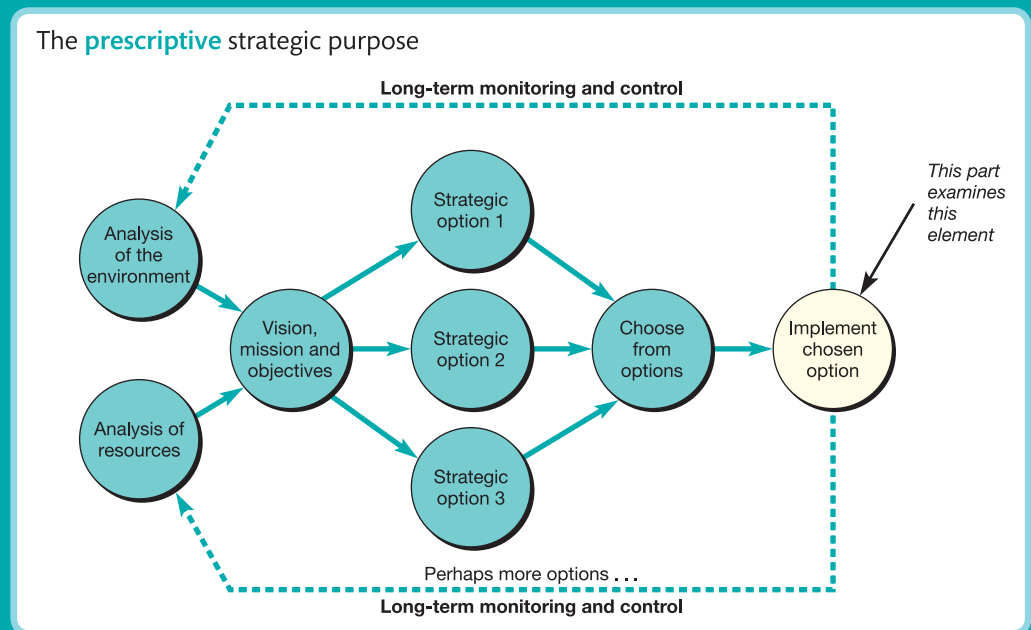 The prescriptive strategic purpose
Long-term monitoring and control
This part
examines
this
element
Analysis
of the
environment
Analysis of
resources
Vision,
mission and
objectives
Strategic
option 1
Strategic
option 2
Strategic
option 3
Choose
from
options
Implement
chosen
option
Perhaps more options . . .
Long-term monitoring and control